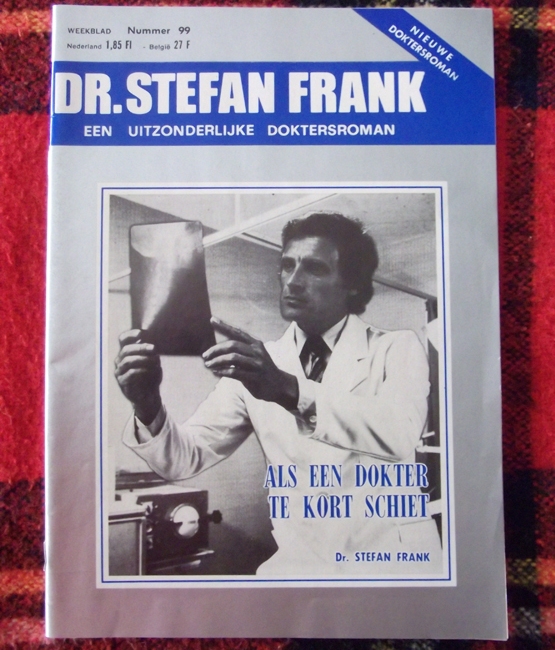 WEEKBLAD Nummer 99
Nederland 1,85 Fl - België 27 F
NIEUWE
DOKTERSROMAN
DR. STEFAN FRANK
EEN UITZONDERLIJKE DOKTERSROMAN
ALS EEN DOKTER
TE KORT SCHIET
Dr. STEFAN FRANK